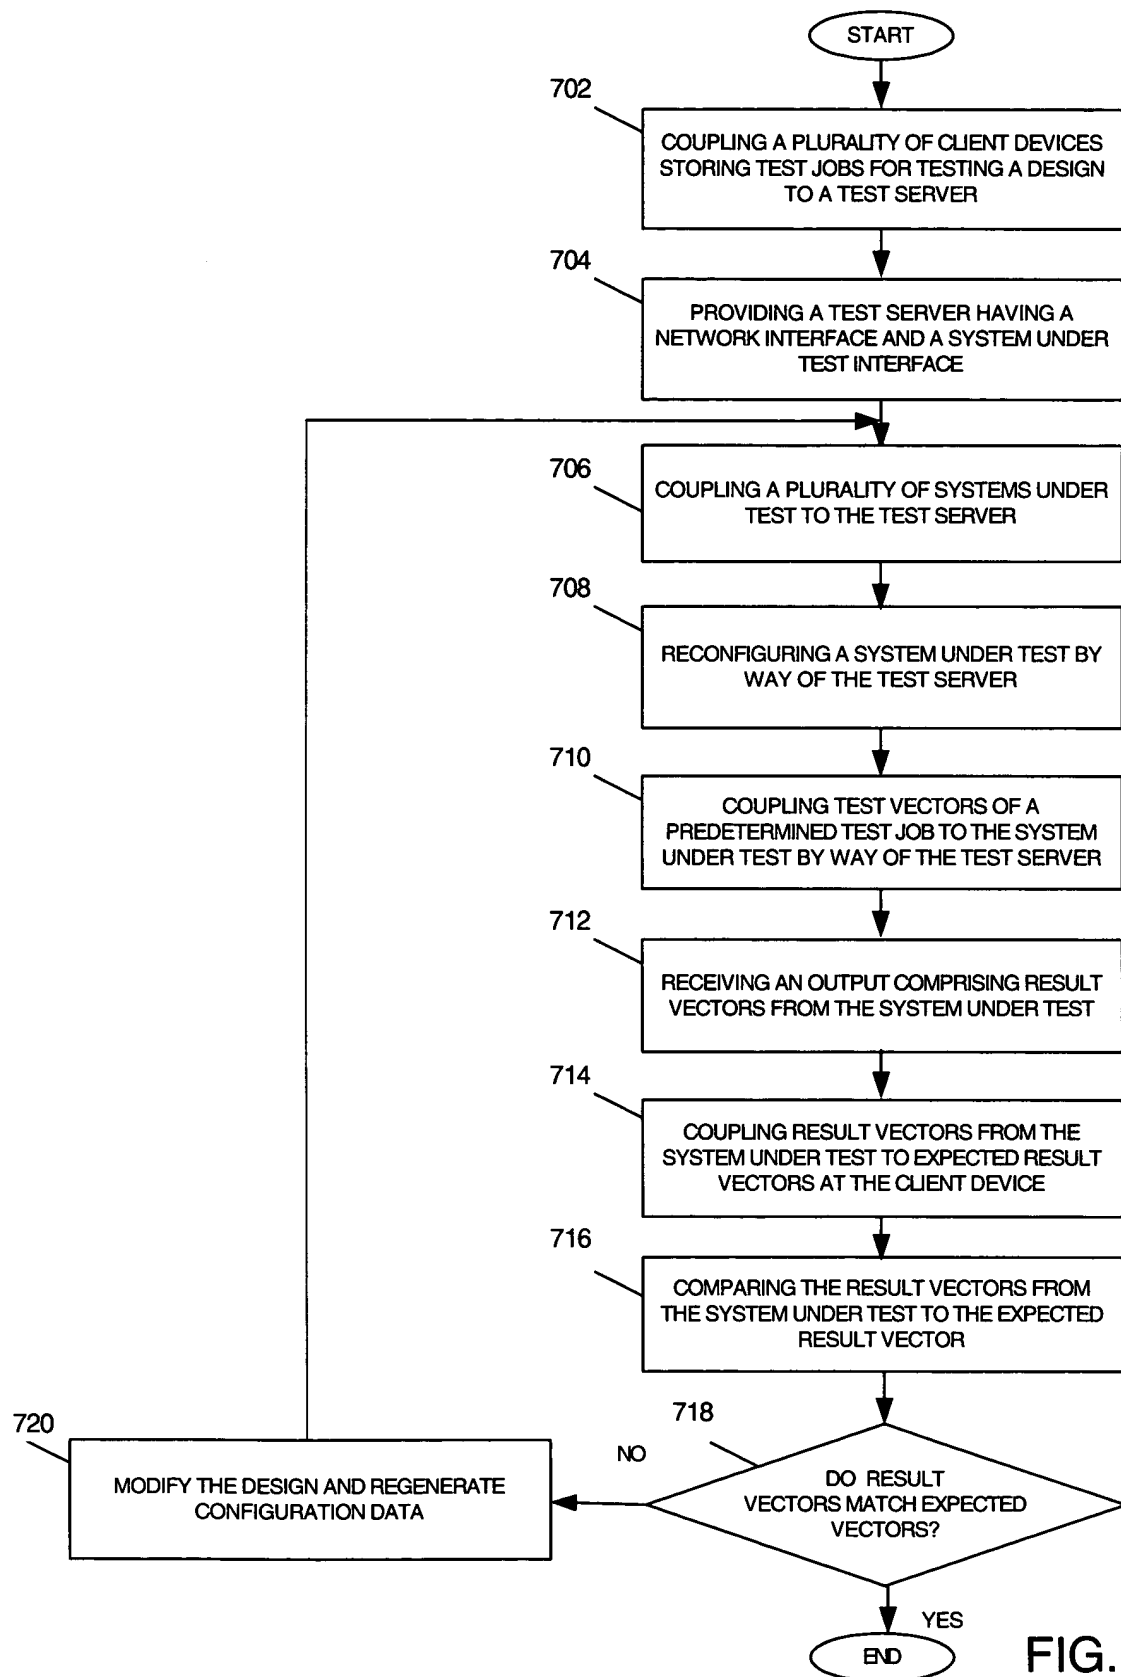 START
702
COUPLING A PLURALITY OF CLIENT DEVICES
STORING TEST JOBS FOR TESTING A DESIGN
TO A TEST SERVER
704
PROVIDING A TEST SERVER HAVING A
NETWORK INTERFACE AND A SYSTEM UNDER
TEST INTERFACE
706
COUPLING A PLURALITY OF SYSTEMS UNDER
TEST TO THE TEST SERVER
708
RECONFIGURING A SYSTEM UNDER TEST BY
WAY OF THE TEST SERVER
710
COUPLING TEST VECTORS OF A
PREDETERMINED TEST JOB TO THE SYSTEM
UNDER TEST BY WAY OF THE TEST SERVER
712
RECEIVING AN OUTPUT COMPRISING RESULT
VECTORS FROM THE SYSTEM UNDER TEST
714
COUPLING RESULT VECTORS FROM THE
SYSTEM UNDER TEST TO EXPECTED RESULT
VECTORS AT THE CLIENT DEVICE
716
COMPARING THE RESULT VECTORS FROM
THE SYSTEM UNDER TEST TO THE EXPECTED
RESULT VECTOR
718
DO RESULT
VECTORS MATCH EXPECTED
VECTORS?
NO
720
MODIFY THE DESIGN AND REGENERATE
CONFIGURATION DATA
YES
END
FIG.